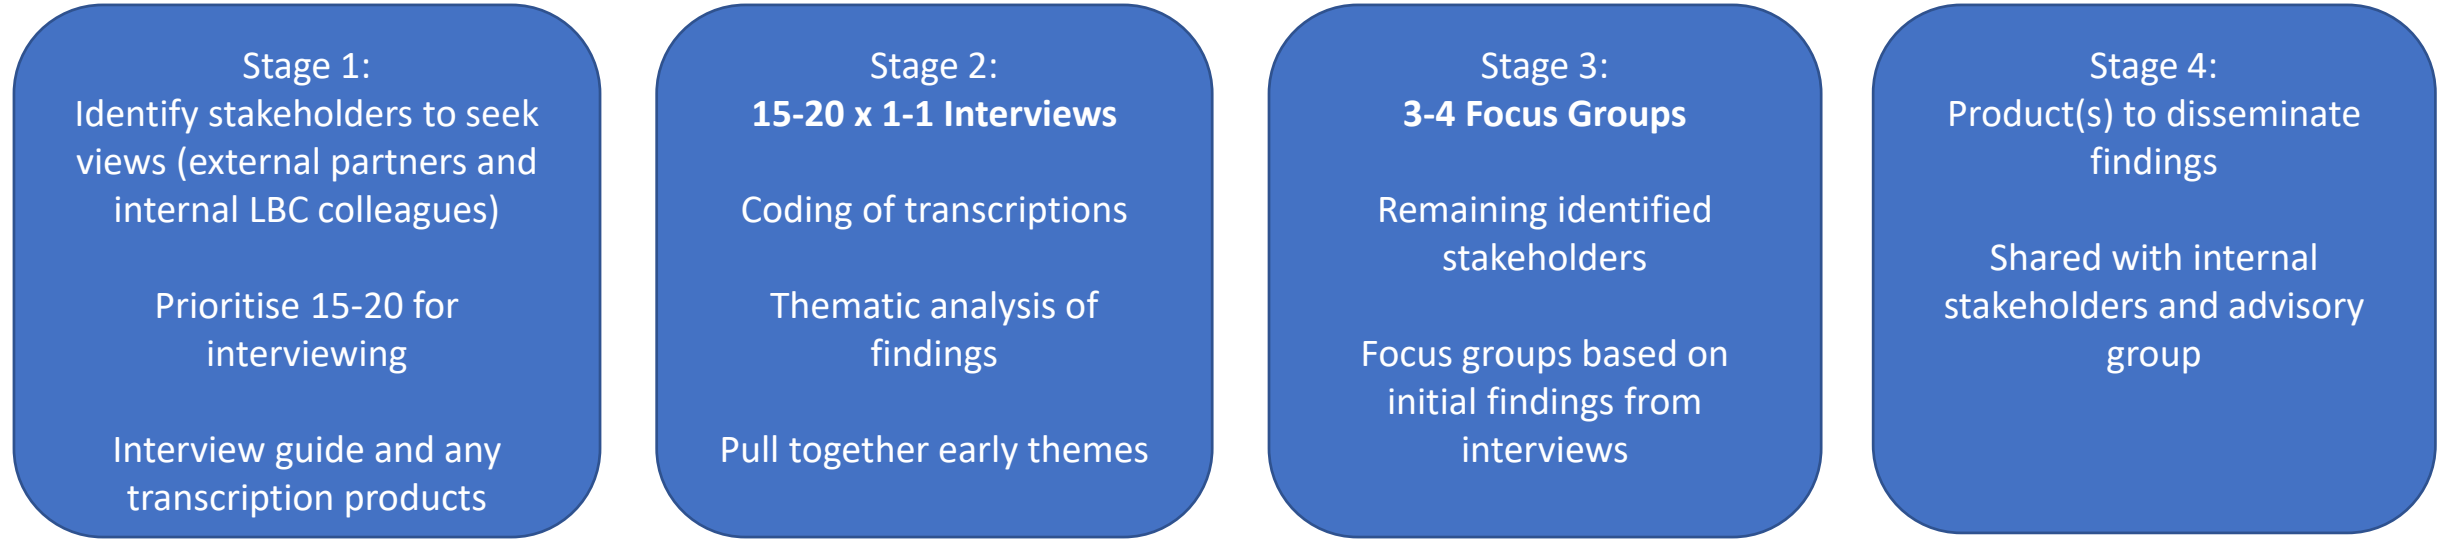 Stage 1:
Identify stakeholders to seek
views (external partners and
internal LBC colleagues)
Prioritise 15-20 for
interviewing
Interview guide and any
transcription products
Stage 2:
15-20 x 1-1 Interviews
Coding of transcriptions
Thematic analysis of
findings
Pull together early themes
Stage 3:
3-4 Focus Groups
Remaining identified
stakeholders
Focus groups based on
initial findings from
interviews
Stage 4:
Product(s) to disseminate
findings
Shared with internal
stakeholders and advisory
group